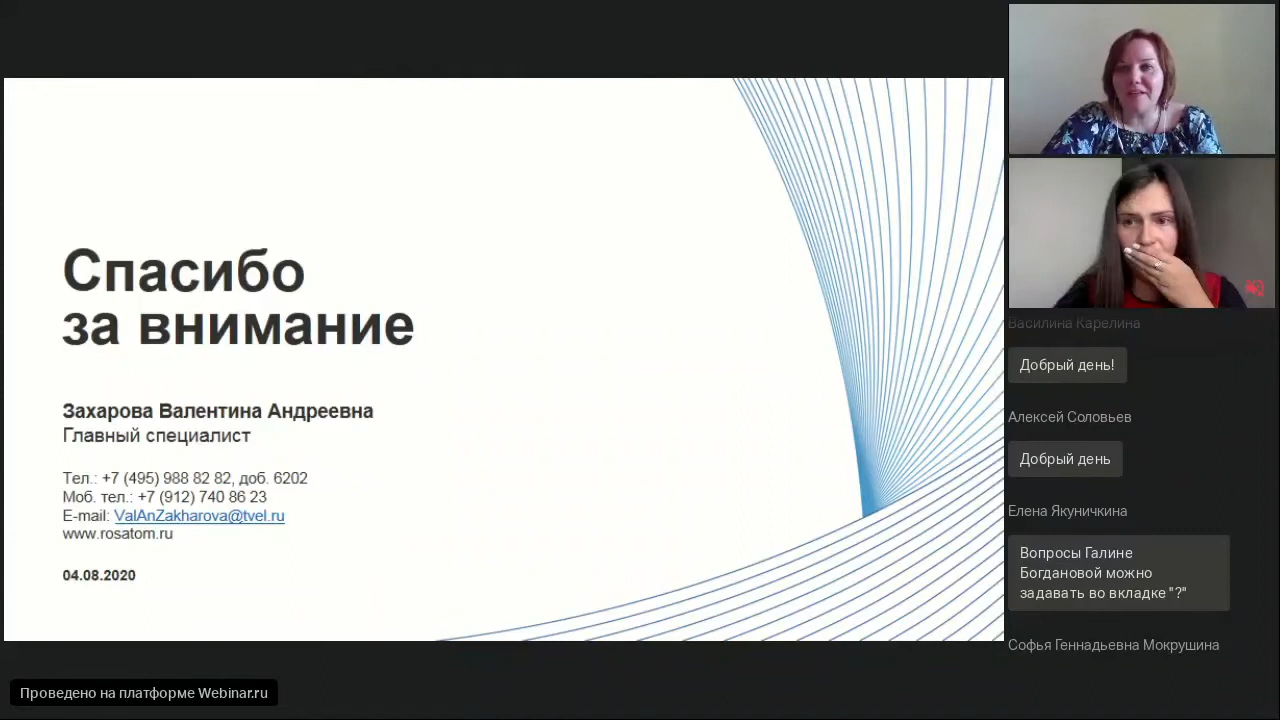 Спасибо
за внимание
Захарова Валентина Андреевна
Главный специалист
Тел.: +7 (495) 988 82 82, доб. 6202
Моб. тел.: +7 (912) 740 86 23
E-mail: ValAnZakharova@tvel.ru
www.rosatom.ru
04.08.2020
Василина Карелина
Добрый день!
Алексей Соловьев
Добрый день
Елена Якуничкина
Вопросы Галине
Богдановой можно
задавать во вкладке "?"
Софья Геннадьевна Мокрушина
Проведено на платформе Webinar.ru